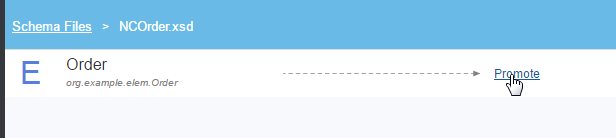 Schema Files > NCOrder.xsd
E Order Promote
org.example.elem.Order